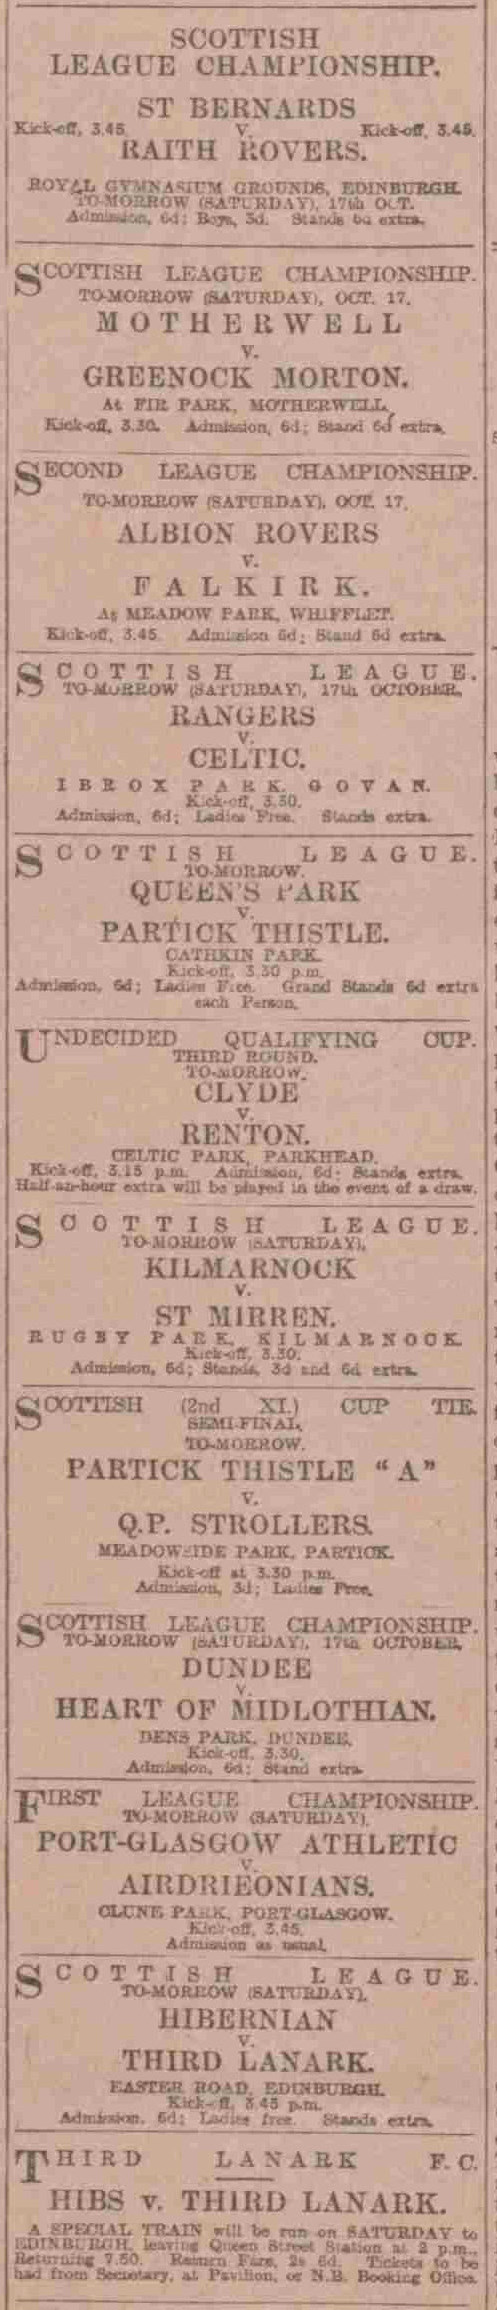 SCOTTISH
LEAGUE CHAMPIONSHIP.
ST BERNARDS
Kick-off, 3.45. V. Kick-off, 3.45.
RAITH ROVERS.
ROYAL GYMNASIUM GROUNDS, EDINBURGH.
TO-MORROW (SATURDAY), 17th OCT.
Admission, 6d; Boys, 3d. Stands 6d extra.
SCOTTISH LEAGUE CHAMPIONSHIP.
TO-MORROW (SATURDAY), OCT. 17.
MOTHERWELL
v.
GREENOCK MORTON.
At FIR PARK, MOTHERWELL.
Kick-off, 3.30. Admission, 6d; Stand 6d extra.
SECOND LEAGUE CHAMPIONSHIP.
TO-MORROW (SATURDAY), OCT. 17.
ALBION ROVERS
v.
FALKIRK.
At MEADOW PARK, WHIFFLET.
Kick-off, 3.45. Admission 6d; Stand 6d extra.
SCOTTISH LEAGUE.
TO-MORROW (SATURDAY), 17th OCTOBER.
RANGERS
v.
CELTIC.
IBROX PARK, GOVAN.
Kick-off, 3.30.
Admission, 6d; Ladies Free. Stands extra.
SCOTTISH LEAGUE.
TO-MORROW.
QUEEN'S PARK
v.
PARTICK THISTLE.
CATHKIN PARK.
Kick-off, 3.30 p.m.
Admission, 6d; Ladies Free. Grand Stands 6d extra
each Person.
UNDECIDED QUALIFYING CUP.
THIRD ROUND.
TO-MORROW.
CLYDE
v.
RENTON.
CELTIC PARK, PARKHEAD.
Kick-off, 3.15 p.m. Admission, 6d; Stands extra.
Half-an-hour extra will be played in the event of a draw.
SCOTTISH LEAGUE.
TO-MORROW (SATURDAY),
KILMARNOCK
v.
ST MIRREN.
RUGBY PARK, KILMARNOCK.
Kick-off, 3.30.
Admission, 6d; Stands, 3d and 6d extra.
SCOTTISH (2nd XI.) CUP TIE.
SEMI-FINAL.
TO-MORROW.
PARTICK THISTLE "A"
v.
Q.P. STROLLERS.
MEADOWSIDE PARK, PARTICK.
Kick-off at 3.30 p.m.
Admission, 3d; Ladies Free.
SCOTTISH LEAGUE CHAMPIONSHIP.
TO-MORROW (SATURDAY), 17th OCTOBER.
DUNDEE
v.
HEART OF MIDLOTHIAN.
DENS PARK, DUNDEE.
Kick-off, 3.30.
Admission, 6d; Stand extra.
FIRST LEAGUE CHAMPIONSHIP.
TO-MORROW (SATURDAY),
PORT-GLASGOW ATHLETIC
v.
AIRDRIEONIANS.
CLUNE PARK, PORT-GLASGOW.
Kick-off, 3.45.
Admission as usual.
SCOTTISH LEAGUE.
TO-MORROW (SATURDAY),
HIBERNIAN
v.
THIRD LANARK.
EASTER ROAD, EDINBURGH.
Kick-off, 3.45 p.m.
Admission, 6d; Ladies free. Stands extra.
THIRD LANARK F.C.
HIBS v. THIRD LANARK.
A SPECIAL TRAIN will be run on SATURDAY to
EDINBURGH, leaving Queen Street Station at 2 p.m.,
Returning 7.50. Return Fare, 2s 6d. Tickets to be
had from Secretary, at Pavilion, or N.B. Booking Office.